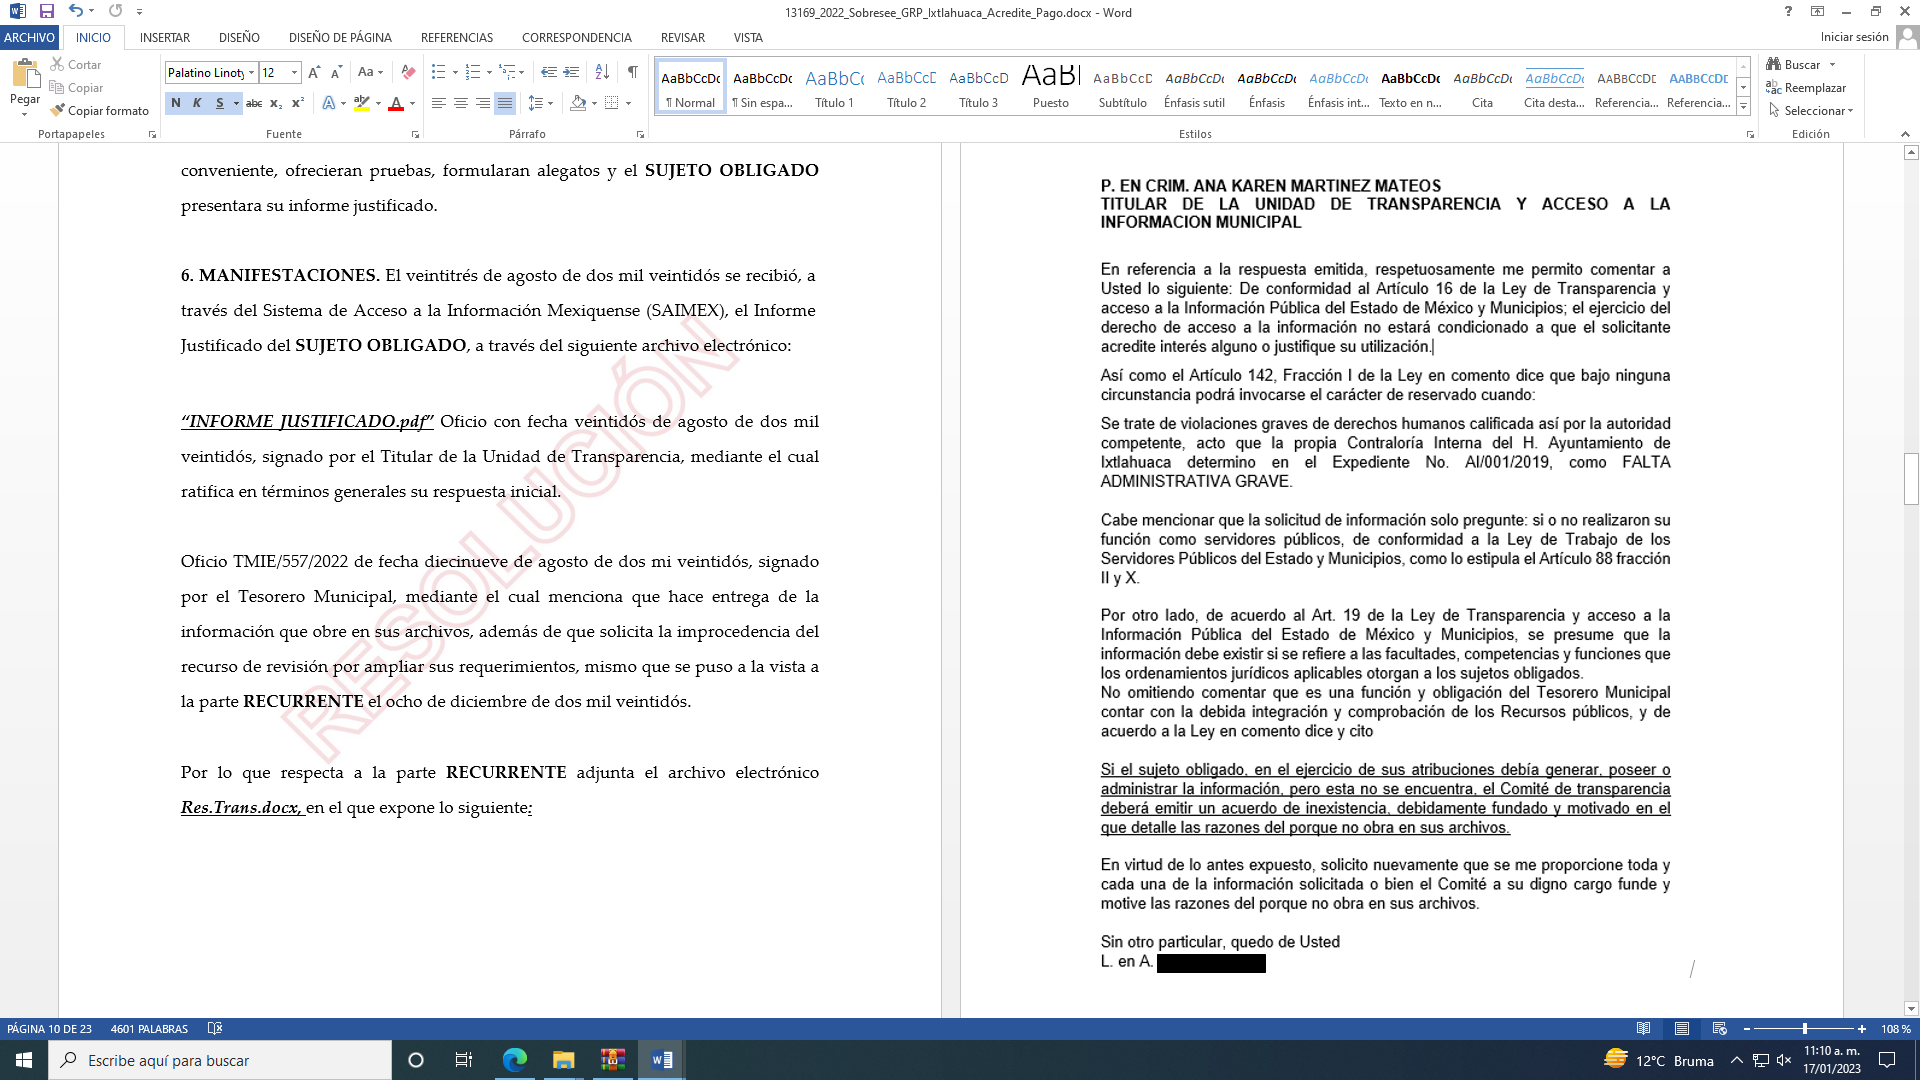 13169_2022_Sobresee_GRP_Ixtlahuaca_Acredite_Pago.docx - Word
ARCHIVO INICIO INSERTAR DISEÑO DISEÑO DE PÁGINA REFERENCIAS CORRESPONDENCIA REVISAR VISTA Iniciar sesión
Pegar
Cortar
Copiar
Copiar formato
Portapapeles
Palatino Linoty 12
N K S abc x₂ x²
Fuente
Párrafo
AaBbCcDc AaBbCcDc AaBbCc AaBbCcD AaBbCcD AaBl AaBbCcD AaBbCcDc AaBbCcDc AaBbCcDc AaBbCcDc AaBbCcDc AaBbCcDc AaBbCcDc AaBbCcDc
¶ Normal ¶ Sin espa... Título 1 Título 2 Título 3 Puesto Subtítulo Énfasis sutil Énfasis Énfasis int... Texto en n... Cita Cita desta... Referencia... Referencia...
Estilos
Buscar
Reemplazar
Seleccionar
Edición
conveniente, ofrecieran pruebas, formularan alegatos y el SUJETO OBLIGADO
presentara su informe justificado.
6. MANIFESTACIONES. El veintitrés de agosto de dos mil veintidós se recibió, a
través del Sistema de Acceso a la Información Mexiquense (SAIMEX), el Informe
Justificado del SUJETO OBLIGADO, a través del siguiente archivo electrónico:
“INFORME JUSTIFICADO.pdf” Oficio con fecha veintidós de agosto de dos mil
veintidós, signado por el Titular de la Unidad de Transparencia, mediante el cual
ratifica en términos generales su respuesta inicial.
Oficio TMIE/557/2022 de fecha diecinueve de agosto de dos mi veintidós, signado
por el Tesorero Municipal, mediante el cual menciona que hace entrega de la
información que obre en sus archivos, además de que solicita la improcedencia del
recurso de revisión por ampliar sus requerimientos, mismo que se puso a la vista a
la parte RECURRENTE el ocho de diciembre de dos mil veintidós.
Por lo que respecta a la parte RECURRENTE adjunta el archivo electrónico
Res.Trans.docx, en el que expone lo siguiente:
RESOLUCIÓN
P. EN CRIM. ANA KAREN MARTINEZ MATEOS
TITULAR DE LA UNIDAD DE TRANSPARENCIA Y ACCESO A LA
INFORMACION MUNICIPAL
En referencia a la respuesta emitida, respetuosamente me permito comentar a
Usted lo siguiente: De conformidad al Artículo 16 de la Ley de Transparencia y
acceso a la Información Pública del Estado de México y Municipios; el ejercicio del
derecho de acceso a la información no estará condicionado a que el solicitante
acredite interés alguno o justifique su utilización.
Así como el Artículo 142, Fracción I de la Ley en comento dice que bajo ninguna
circunstancia podrá invocarse el carácter de reservado cuando:
Se trate de violaciones graves de derechos humanos calificada así por la autoridad
competente, acto que la propia Contraloría Interna del H. Ayuntamiento de
Ixtlahuaca determino en el Expediente No. AI/001/2019, como FALTA
ADMINISTRATIVA GRAVE.
Cabe mencionar que la solicitud de información solo pregunte: si o no realizaron su
función como servidores públicos, de conformidad a la Ley de Trabajo de los
Servidores Públicos del Estado y Municipios, como lo estipula el Artículo 88 fracción
II y X.
Por otro lado, de acuerdo al Art. 19 de la Ley de Transparencia y acceso a la
Información Pública del Estado de México y Municipios, se presume que la
información debe existir si se refiere a las facultades, competencias y funciones que
los ordenamientos jurídicos aplicables otorgan a los sujetos obligados.
No omitiendo comentar que es una función y obligación del Tesorero Municipal
contar con la debida integración y comprobación de los Recursos públicos, y de
acuerdo a la Ley en comento dice y cito
Si el sujeto obligado, en el ejercicio de sus atribuciones debía generar, poseer o
administrar la información, pero esta no se encuentra, el Comité de transparencia
deberá emitir un acuerdo de inexistencia, debidamente fundado y motivado en el
que detalle las razones del porque no obra en sus archivos.
En virtud de lo antes expuesto, solicito nuevamente que se me proporcione toda y
cada una de la información solicitada o bien el Comité a su digno cargo funde y
motive las razones del porque no obra en sus archivos.
Sin otro particular, quedo de Usted
L. en A.
PÁGINA 10 DE 23 4601 PALABRAS 108 %
Escribe aquí para buscar
12°C Bruma
11:10 a. m.
17/01/2023